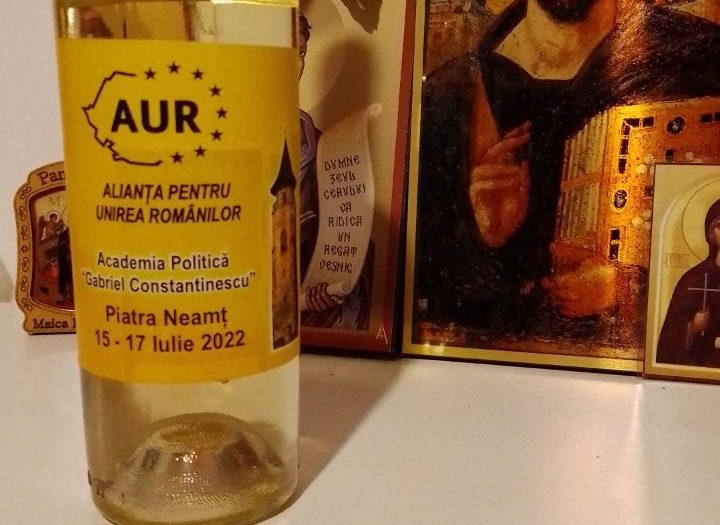 AUR
ALIANȚA PENTRU
UNIREA ROMÂNILOR
Academia Politică
"Gabriel Constantinescu"
Piatra Neamț
15 - 17 Iulie 2022
DUMNE
ZEUL
CERULUI
VA
RIDICA
UN
REGAT
VEȘNIC
Maica